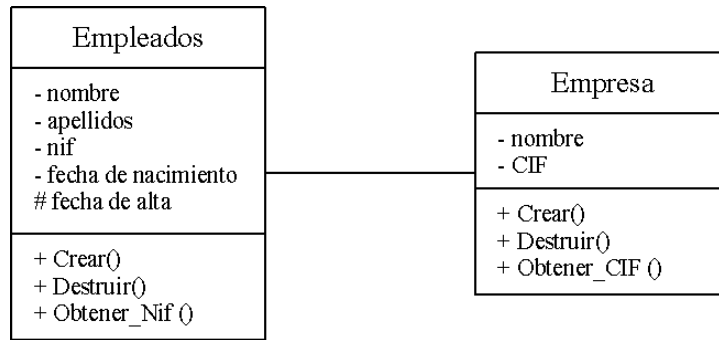 Empleados
- nombre
- apellidos
- nif
- fecha de nacimiento
# fecha de alta
+ Crear()
+ Destruir()
+ Obtener_Nif ()
Empresa
- nombre
- CIF
+ Crear()
+ Destruir()
+ Obtener_CIF ()